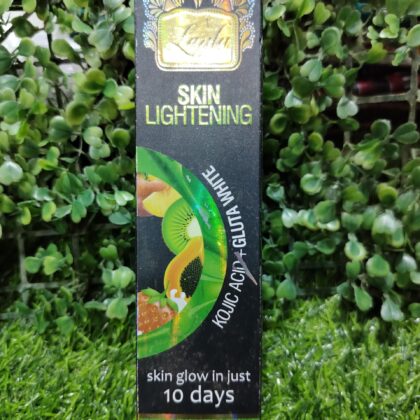 SKIN
LIGHTENING
KOJIC ACID + GLUTA WHITE
skin glow in just
10 days